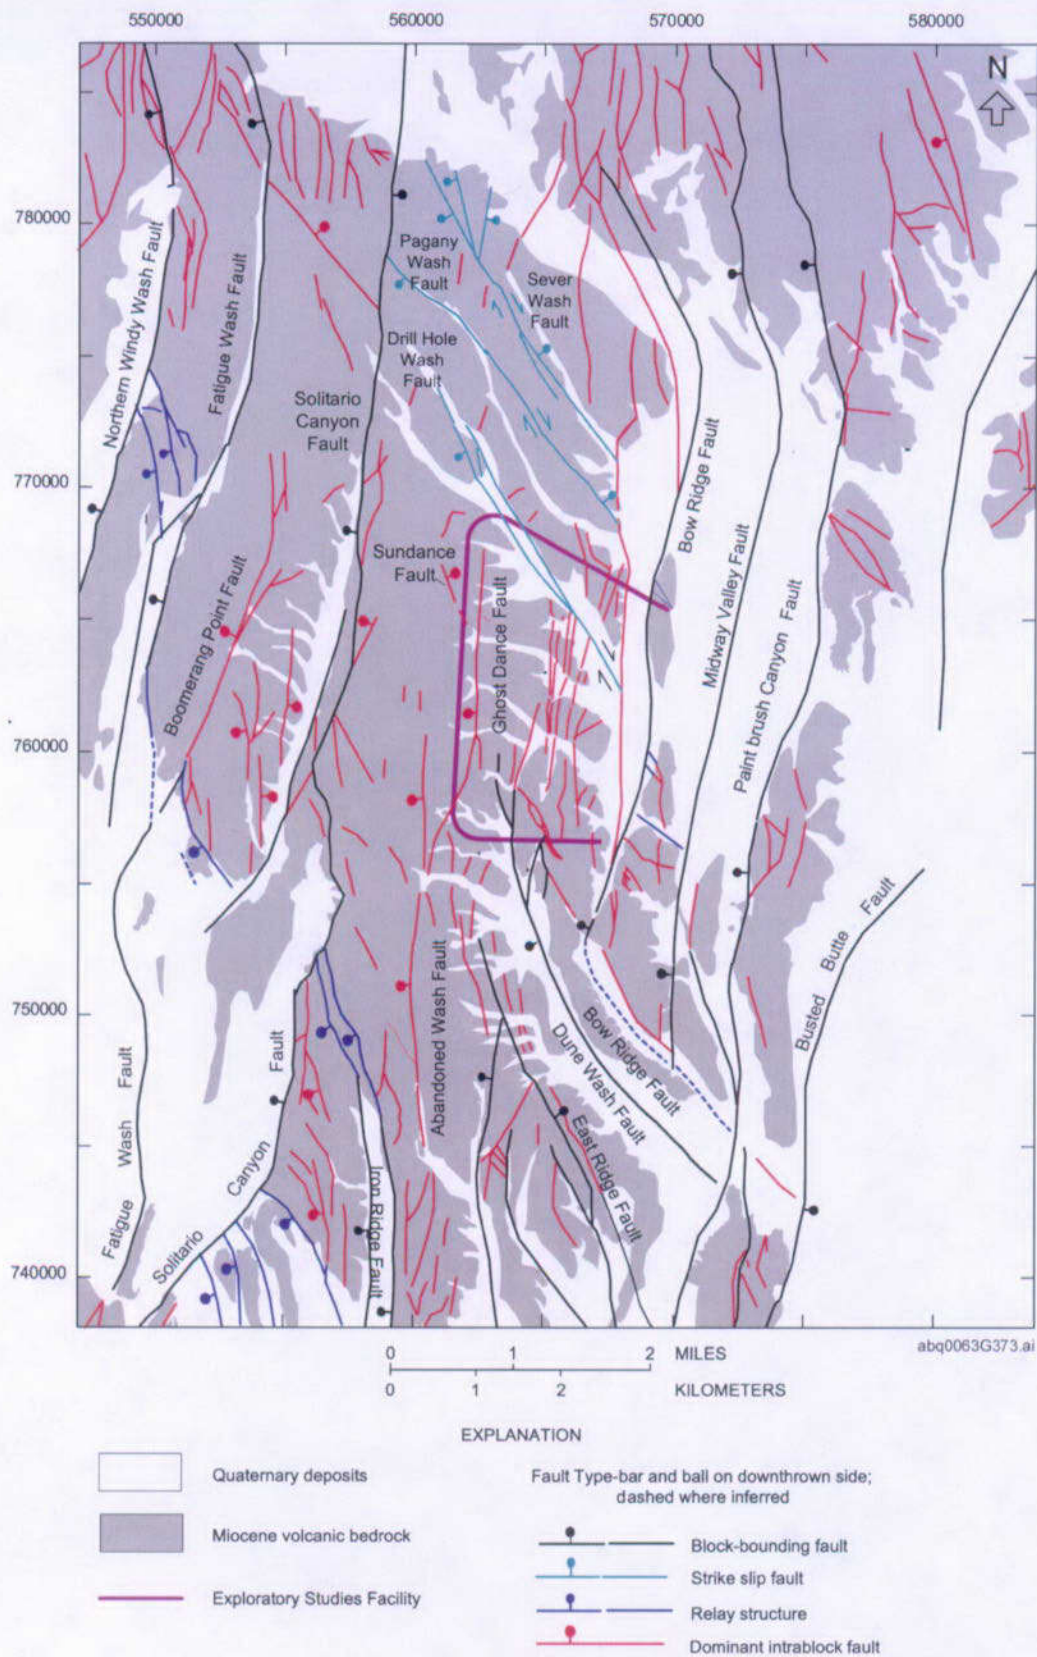 550000 560000 570000 580000
N
780000
770000
760000
750000
740000
Northern Windy Wash Fault
Fatigue Wash Fault
Pagany
Wash
Fault
Sever
Wash
Fault
Drill Hole
Wash
Fault
Solitario
Canyon
Fault
Bow Ridge Fault
Sundance
Fault
Ghost Dance Fault
Midway Valley Fault
Boomerang Point Fault
Paint brush Canyon Fault
Busted Butte Fault
Abandoned Wash Fault
Bow Ridge Fault
Dune Wash Fault
East Ridge Fault
Iron Ridge Fault
Fatigue Wash Fault
Solitario Canyon Fault
abq0063G373.ai
0 1 2 MILES
0 1 2 KILOMETERS
EXPLANATION
Quaternary deposits
Miocene volcanic bedrock
Exploratory Studies Facility
Fault Type-bar and ball on downthrown side;
dashed where inferred
Block-bounding fault
Strike slip fault
Relay structure
Dominant intrablock fault